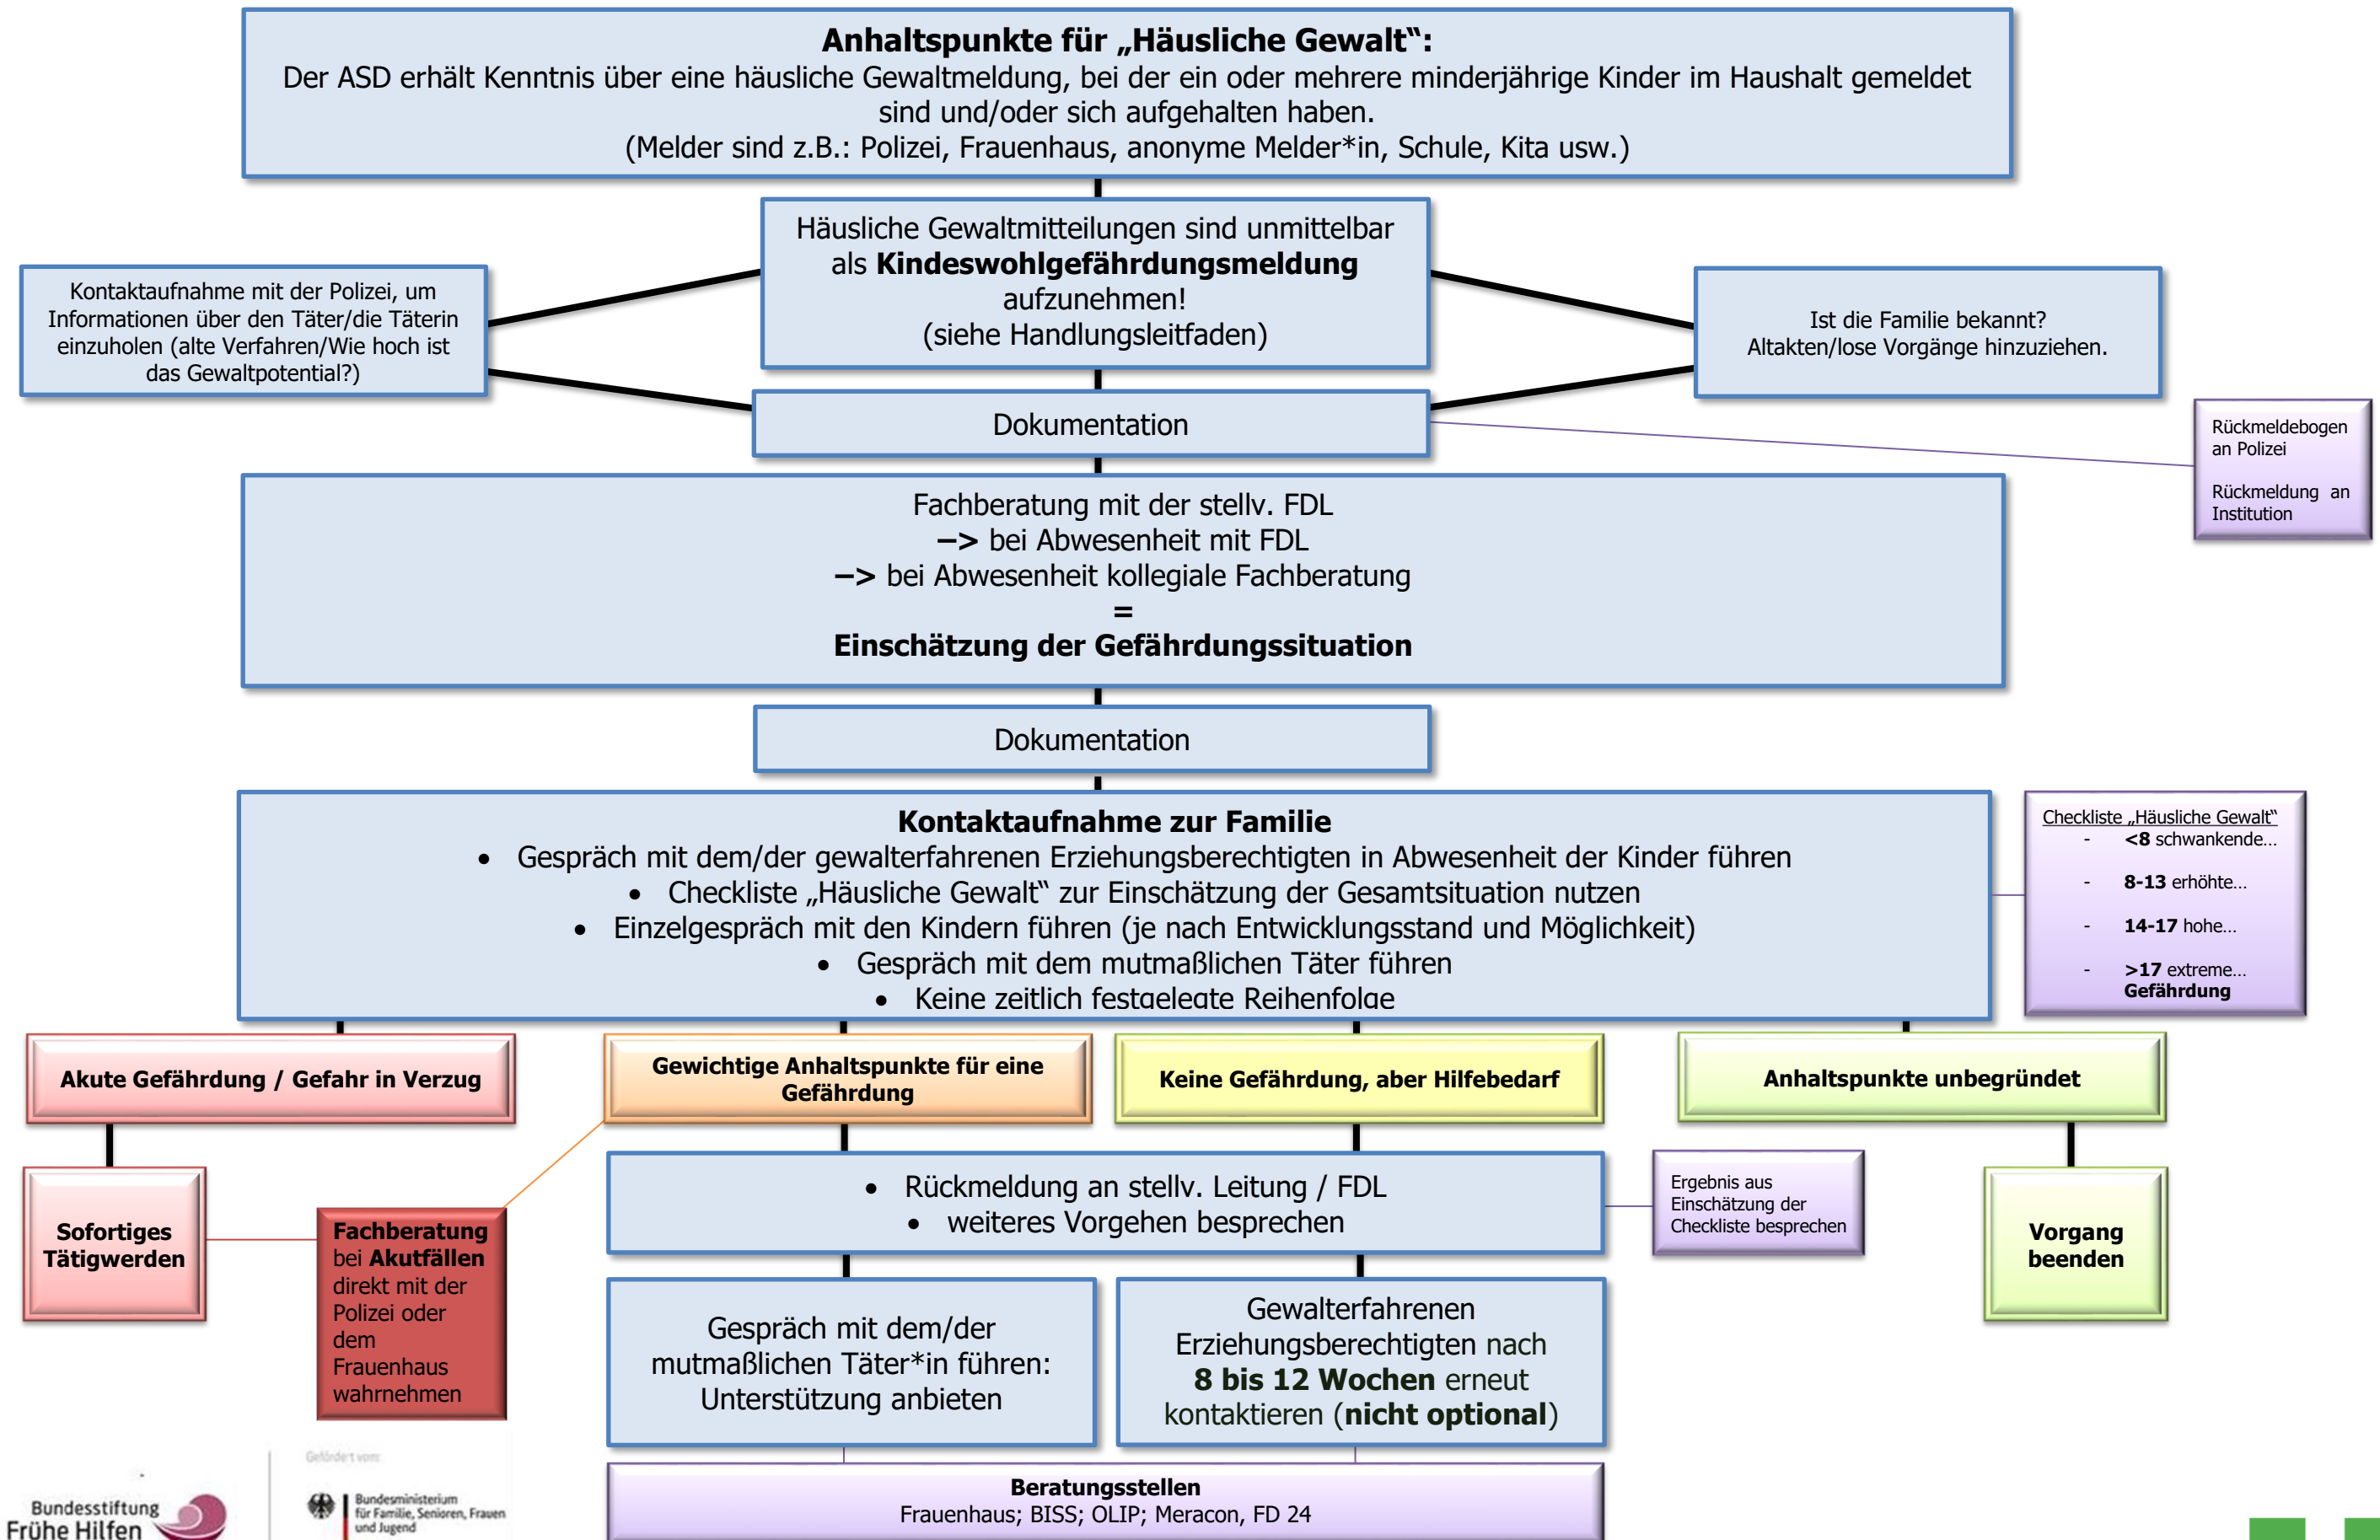 Anhaltspunkte für „Häusliche Gewalt“:
Der ASD erhält Kenntnis über eine häusliche Gewaltmeldung, bei der ein oder mehrere minderjährige Kinder im Haushalt gemeldet
sind und/oder sich aufgehalten haben.
(Melder sind z.B.: Polizei, Frauenhaus, anonyme Melder*in, Schule, Kita usw.)
Häusliche Gewaltmitteilungen sind unmittelbar
als Kindeswohlgefährdungsmeldung
aufzunehmen!
(siehe Handlungsleitfaden)
Kontaktaufnahme mit der Polizei, um
Informationen über den Täter/die Täterin
einzuholen (alte Verfahren/Wie hoch ist
das Gewaltpotential?)
Ist die Familie bekannt?
Altakten/lose Vorgänge hinzuziehen.
Dokumentation
Rückmeldebogen
an Polizei
Rückmeldung an
Institution
Fachberatung mit der stellv. FDL
–> bei Abwesenheit mit FDL
–> bei Abwesenheit kollegiale Fachberatung
=
Einschätzung der Gefährdungssituation
Dokumentation
Kontaktaufnahme zur Familie
• Gespräch mit dem/der gewalterfahrenen Erziehungsberechtigten in Abwesenheit der Kinder führen
• Checkliste „Häusliche Gewalt“ zur Einschätzung der Gesamtsituation nutzen
• Einzelgespräch mit den Kindern führen (je nach Entwicklungsstand und Möglichkeit)
• Gespräch mit dem mutmaßlichen Täter führen
• Keine zeitlich festgelegte Reihenfolge
Checkliste „Häusliche Gewalt“
- <8 schwankende...
- 8-13 erhöhte...
- 14-17 hohe...
- >17 extreme...
Gefährdung
Akute Gefährdung / Gefahr in Verzug
Gewichtige Anhaltspunkte für eine
Gefährdung
Keine Gefährdung, aber Hilfebedarf
Anhaltspunkte unbegründet
Sofortiges
Tätigwerden
Fachberatung
bei Akutfällen
direkt mit der
Polizei oder
dem
Frauenhaus
wahrnehmen
• Rückmeldung an stellv. Leitung / FDL
• weiteres Vorgehen besprechen
Ergebnis aus
Einschätzung der
Checkliste besprechen
Vorgang
beenden
Gespräch mit dem/der
mutmaßlichen Täter*in führen:
Unterstützung anbieten
Gewalterfahrenen
Erziehungsberechtigten nach
8 bis 12 Wochen erneut
kontaktieren (nicht optional)
Beratungsstellen
Frauenhaus; BISS; OLIP; Meracon, FD 24
Bundesstiftung
Frühe Hilfen
Gefördert vom:
Bundesministerium
für Familie, Senioren, Frauen
und Jugend